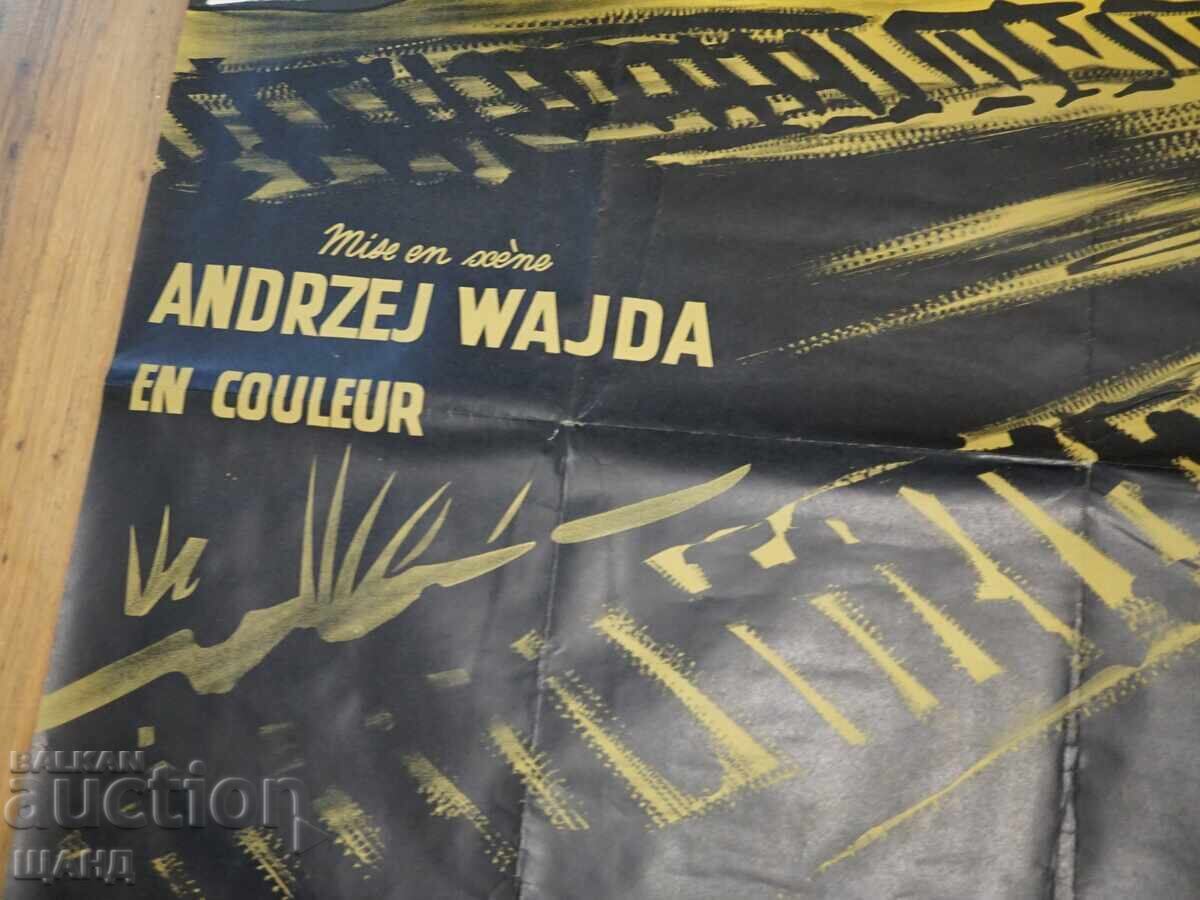 Mise en scène
ANDRZEJ WAJDA
EN COULEUR
BALKAN
auction
ШАНД